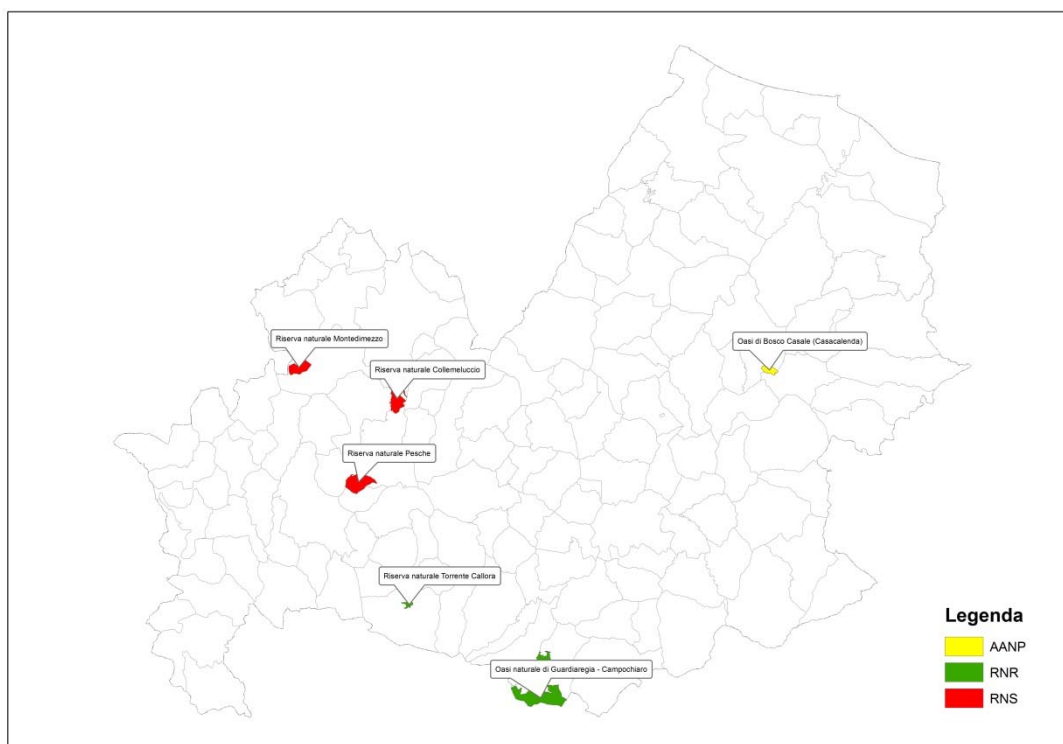 Riserva naturale Montedimezzo
Oasi di Bosco Casale (Casacalenda)
Riserva naturale Collemeluccio
Riserva naturale Pesche
Riserva naturale Torrente Callora
Oasi naturale di Guardiaregia - Campochiaro
Legenda
AANP
RNR
RNS